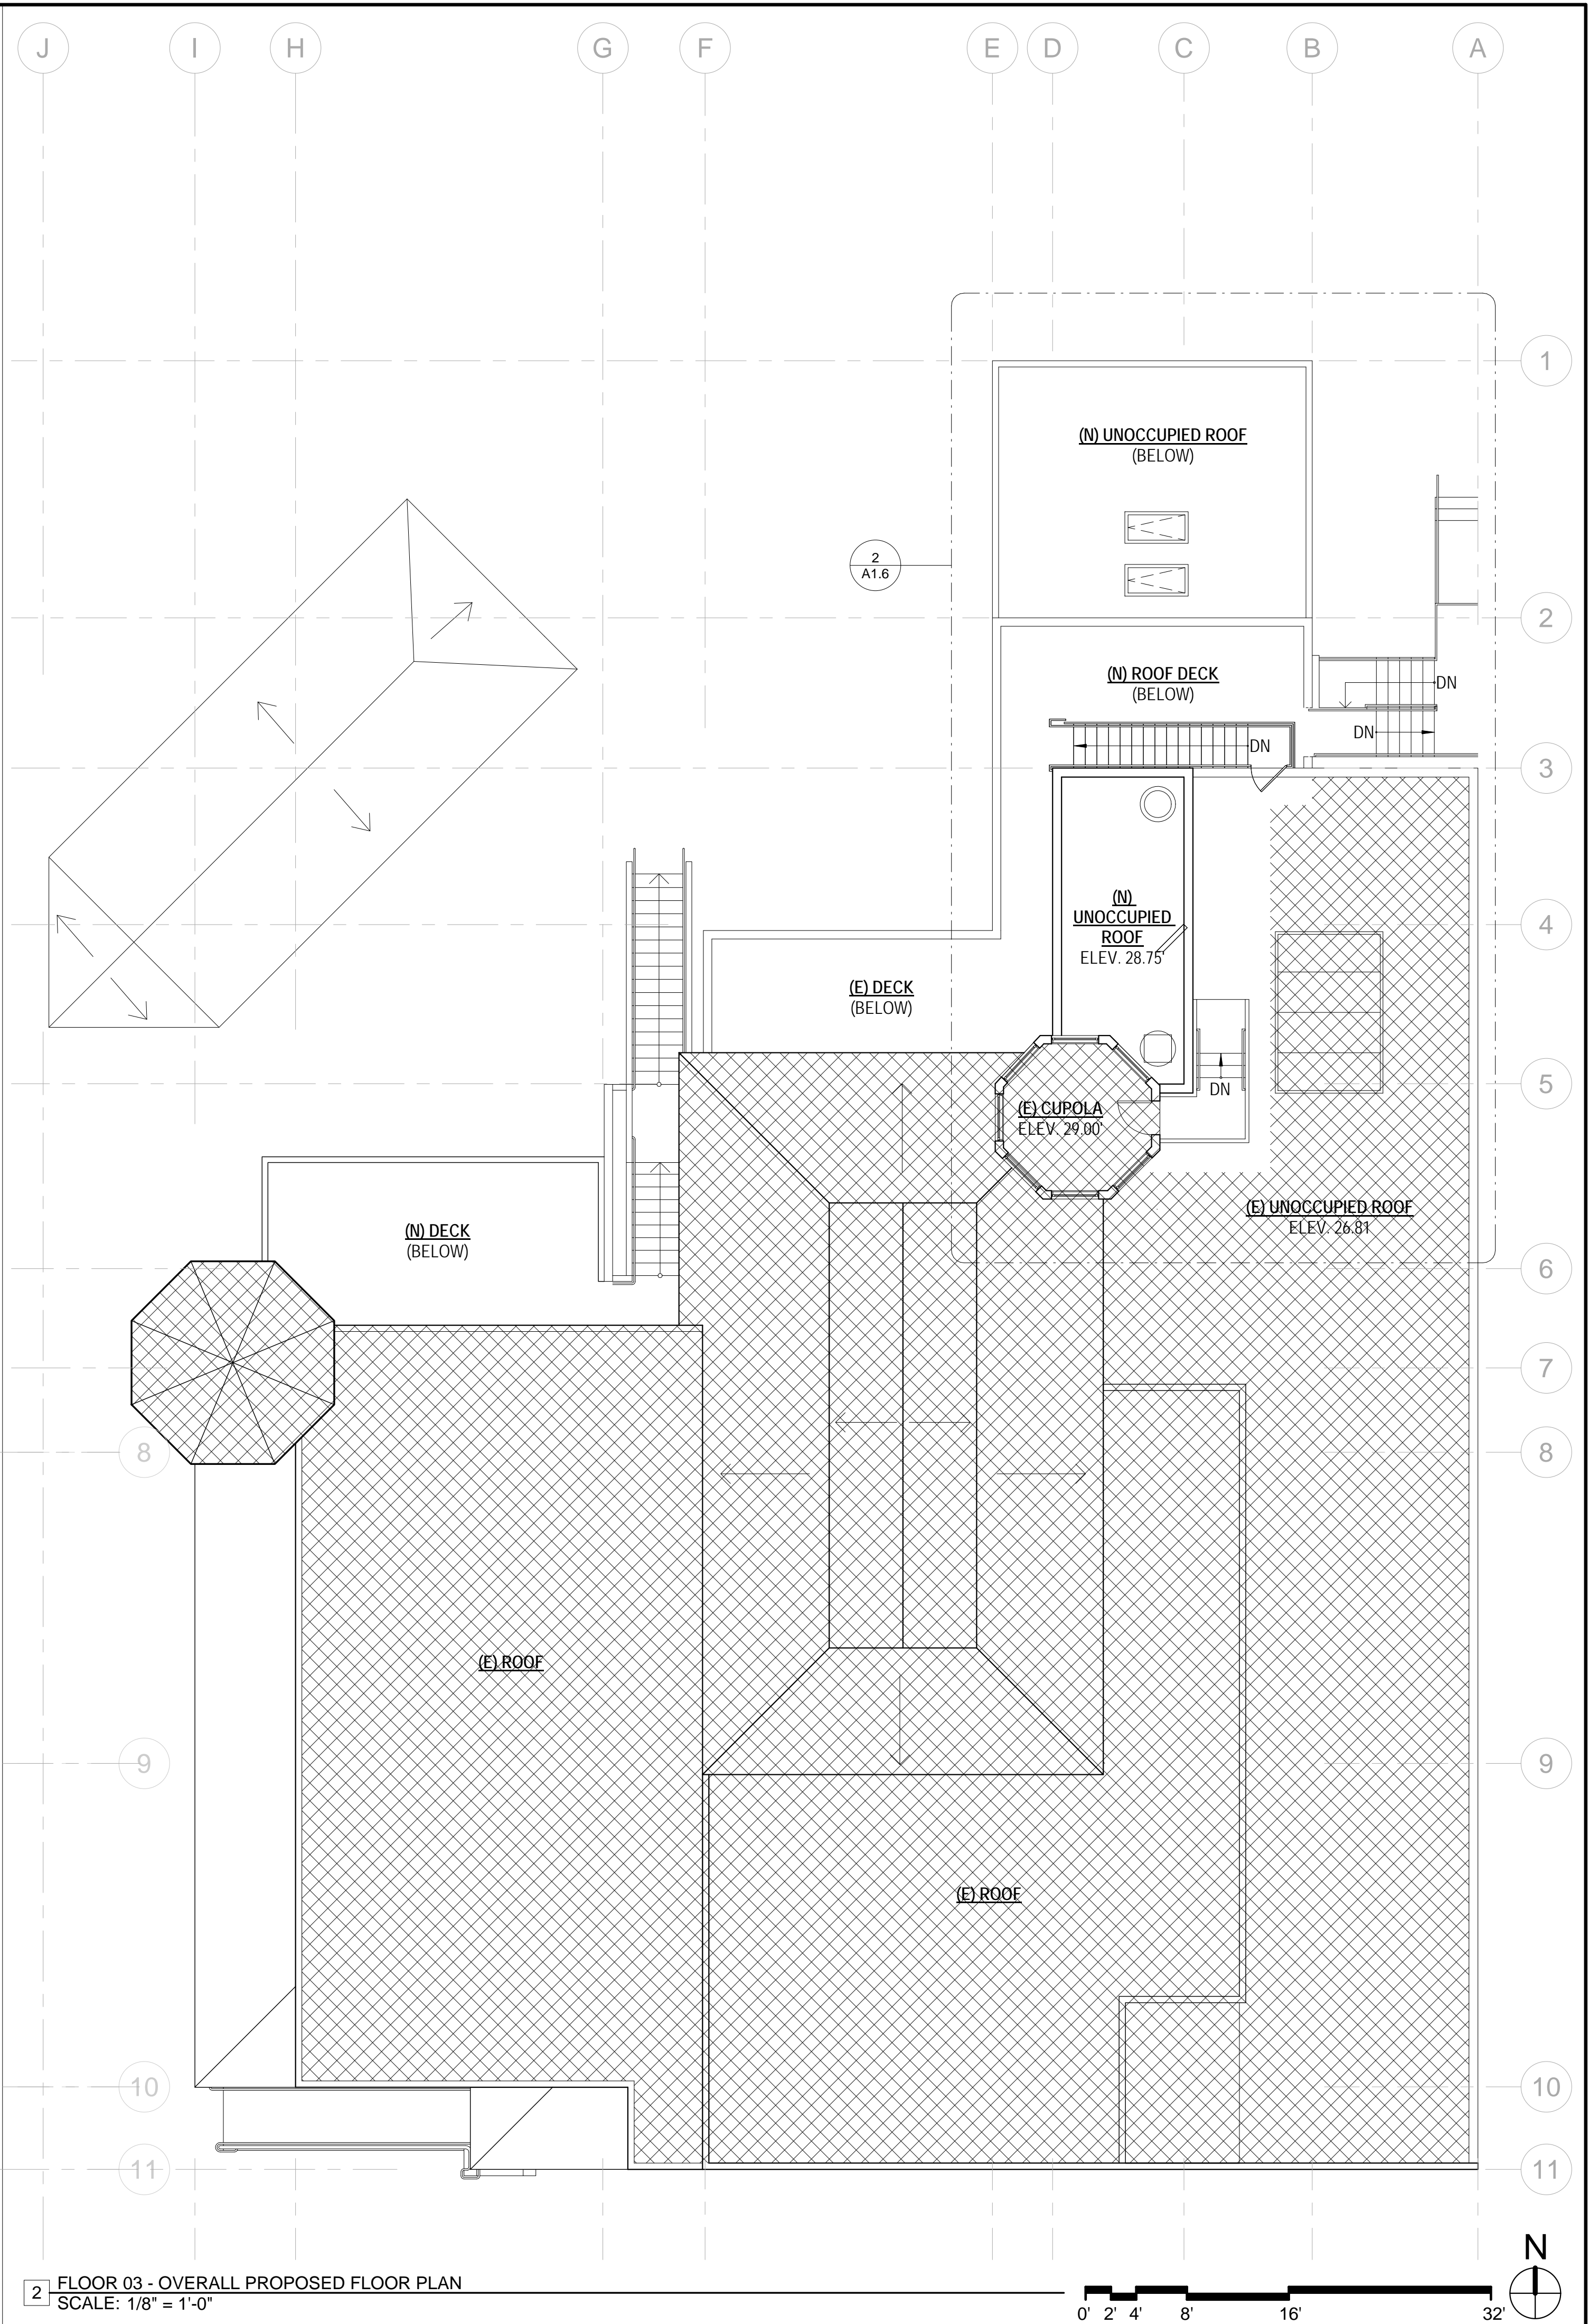 J I H G F E D C B A
1
(N) UNOCCUPIED ROOF
(BELOW)
2
A1.6
2
(N) ROOF DECK
(BELOW)
DN
DN
DN
3
(N)
UNOCCUPIED
ROOF
ELEV. 28.75'
4
(E) DECK
(BELOW)
5
DN
(E) CUPOLA
ELEV. 29.00'
(E) UNOCCUPIED ROOF
ELEV. 26.81
(N) DECK
(BELOW)
6
7
8 8
(E) ROOF
9 9
(E) ROOF
10 10
11 11
N
2 FLOOR 03 - OVERALL PROPOSED FLOOR PLAN
SCALE: 1/8" = 1'-0"
0' 2' 4' 8' 16' 32'